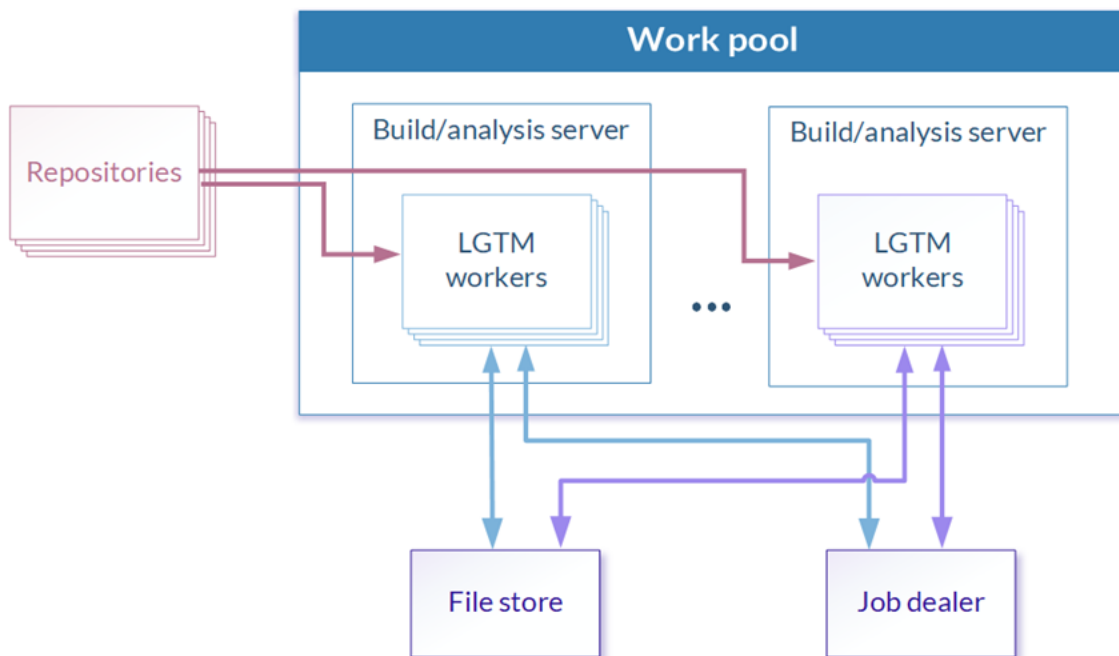 Work pool
Build/analysis server
Build/analysis server
Repositories
LGTM
workers
LGTM
workers
...
File store
Job dealer